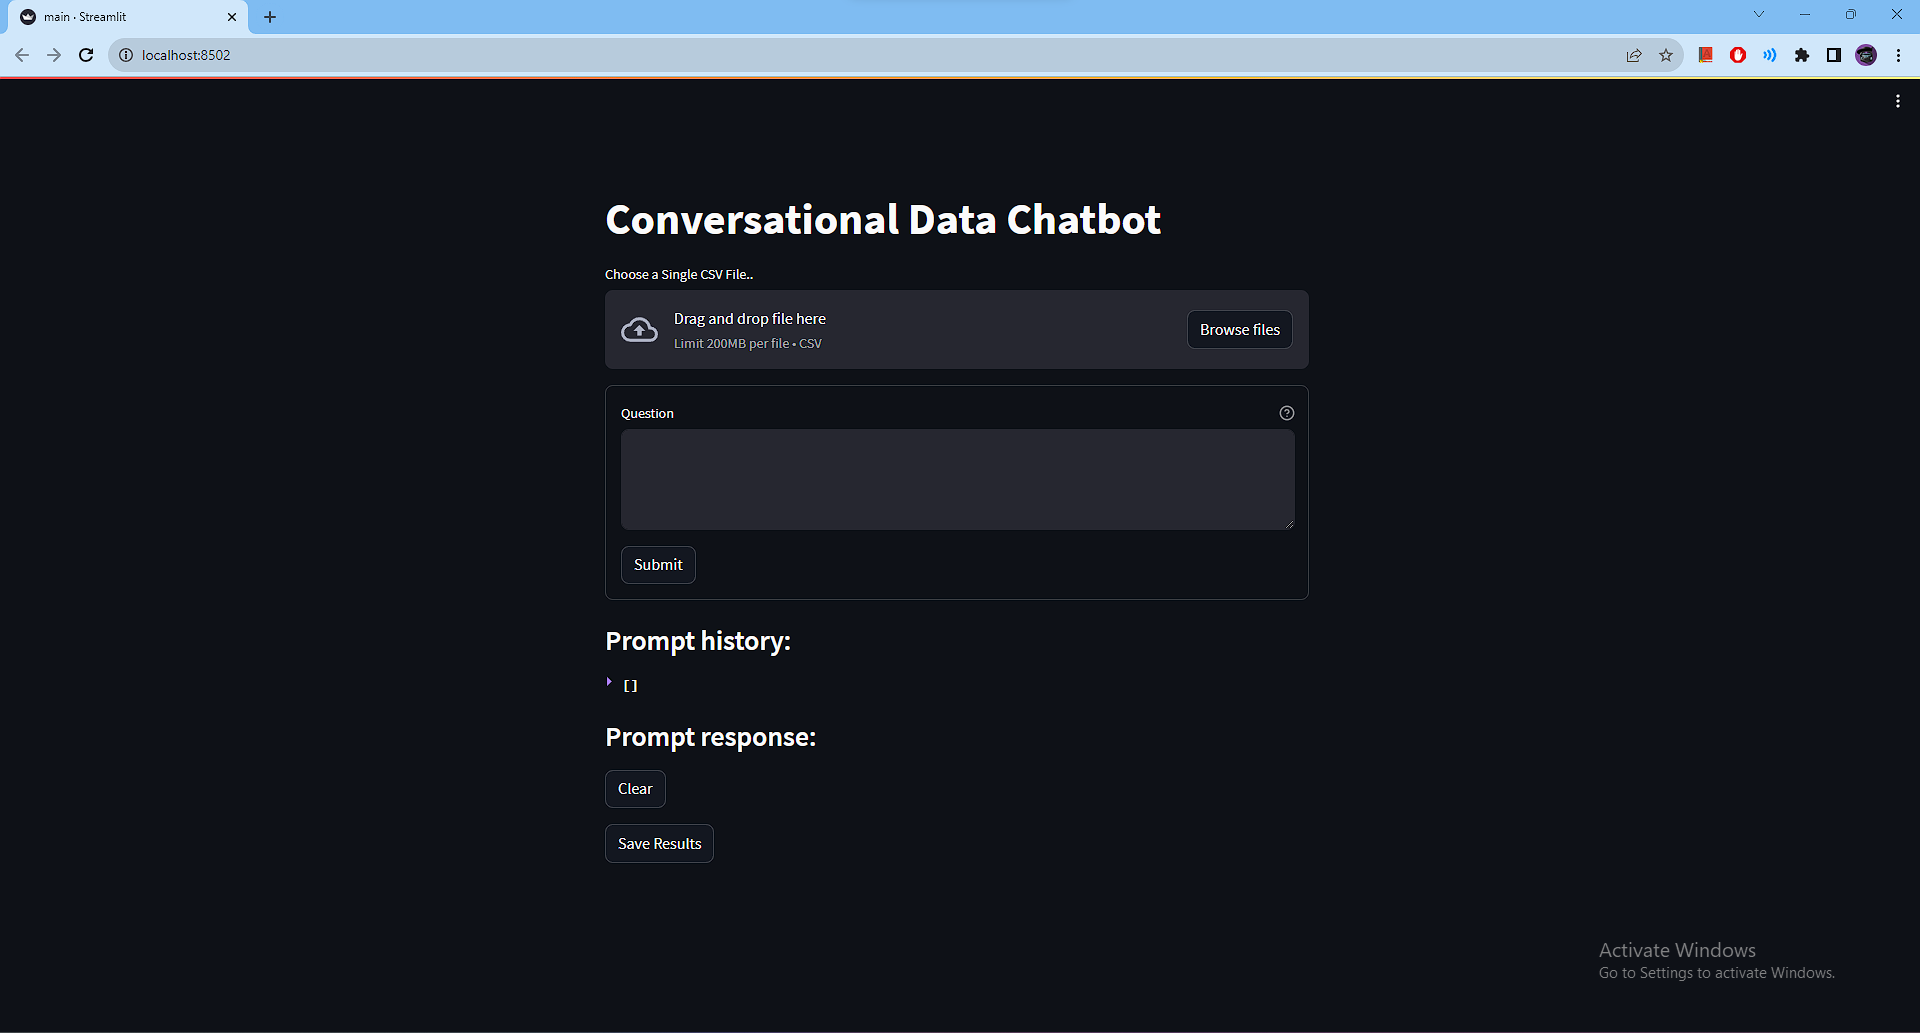 main · Streamlit
localhost:8502
Conversational Data Chatbot
Choose a Single CSV File..
Drag and drop file here
Limit 200MB per file • CSV
Browse files
Question
Submit
Prompt history:
[]
Prompt response:
Clear
Save Results
Activate Windows
Go to Settings to activate Windows.